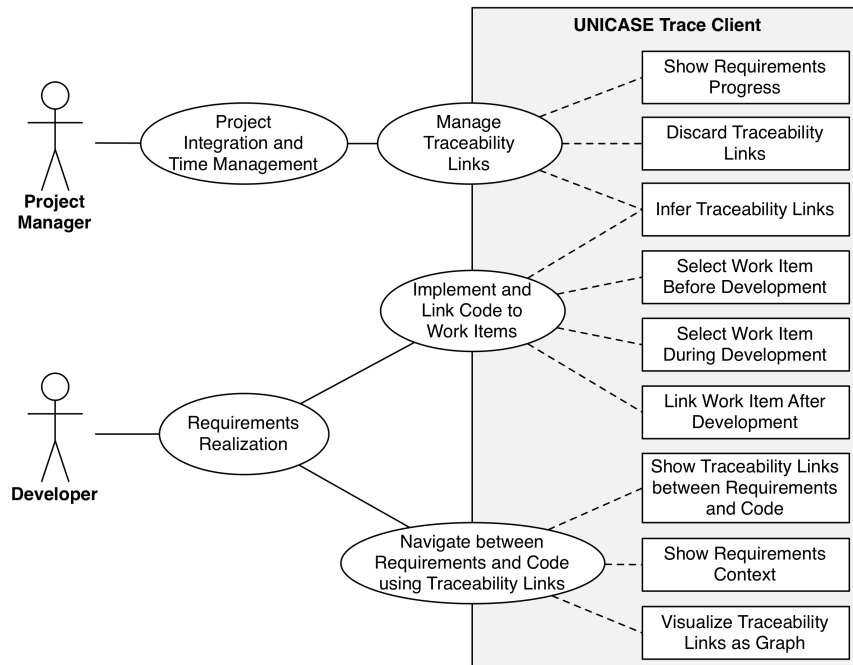 UNICASE Trace Client
Project
Manager
Project
Integration and
Time Management
Manage
Traceability
Links
Show Requirements
Progress
Discard Traceability
Links
Infer Traceability Links
Implement and
Link Code to
Work Items
Select Work Item
Before Development
Select Work Item
During Development
Link Work Item After
Development
Developer
Requirements
Realization
Navigate between
Requirements and Code
using Traceability Links
Show Traceability Links
between Requirements
and Code
Show Requirements
Context
Visualize Traceability
Links as Graph